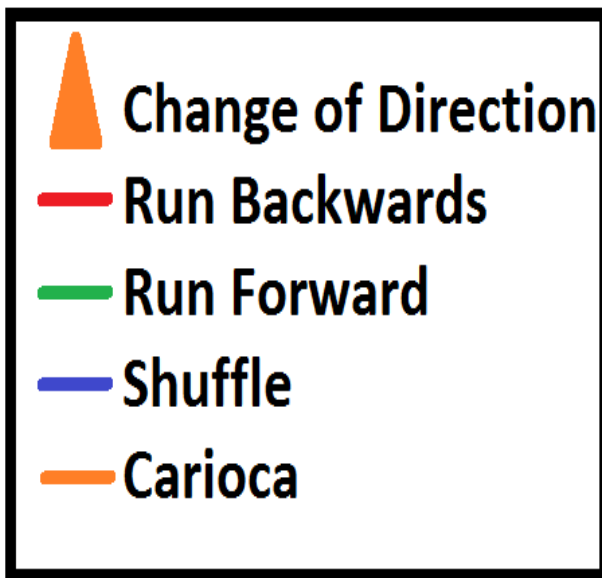 Change of Direction
Run Backwards
Run Forward
Shuffle
Carioca